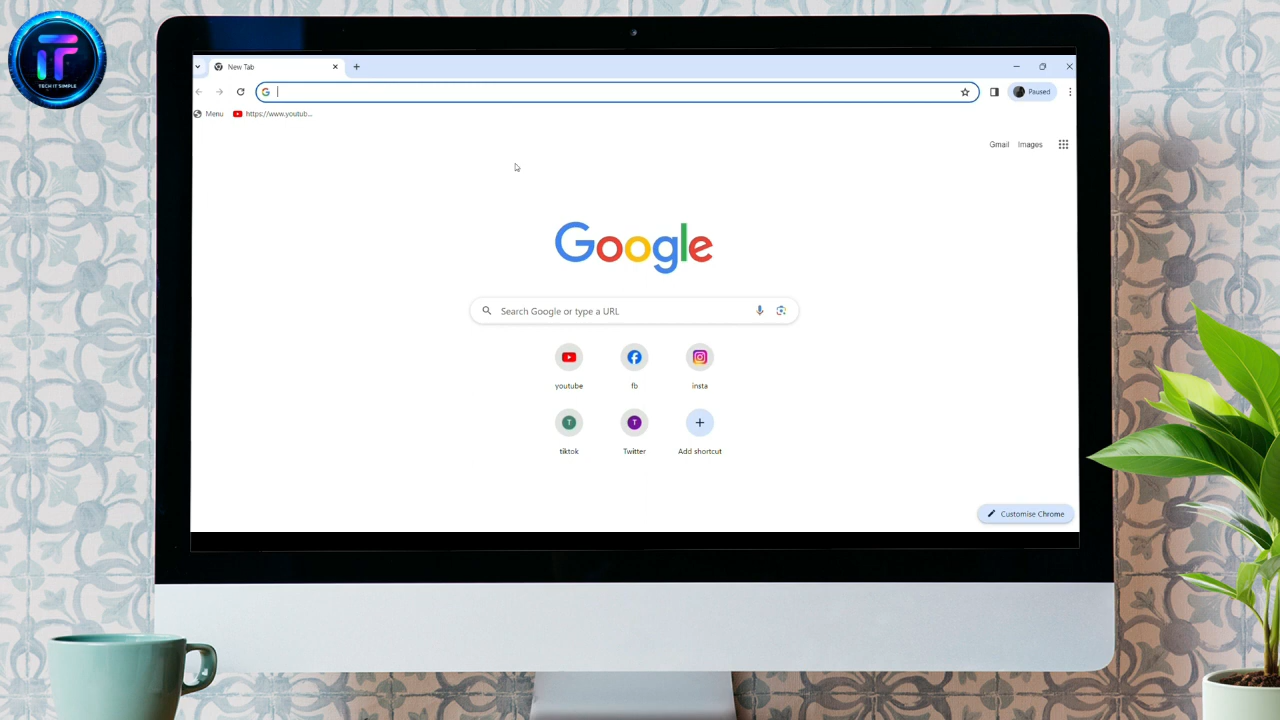 TECH IT SIMPLE
New Tab
Paused
Menu
https://www.youtub...
Gmail Images
Google
Search Google or type a URL
youtube fb insta
T T
tiktok Twitter Add shortcut
Customise Chrome